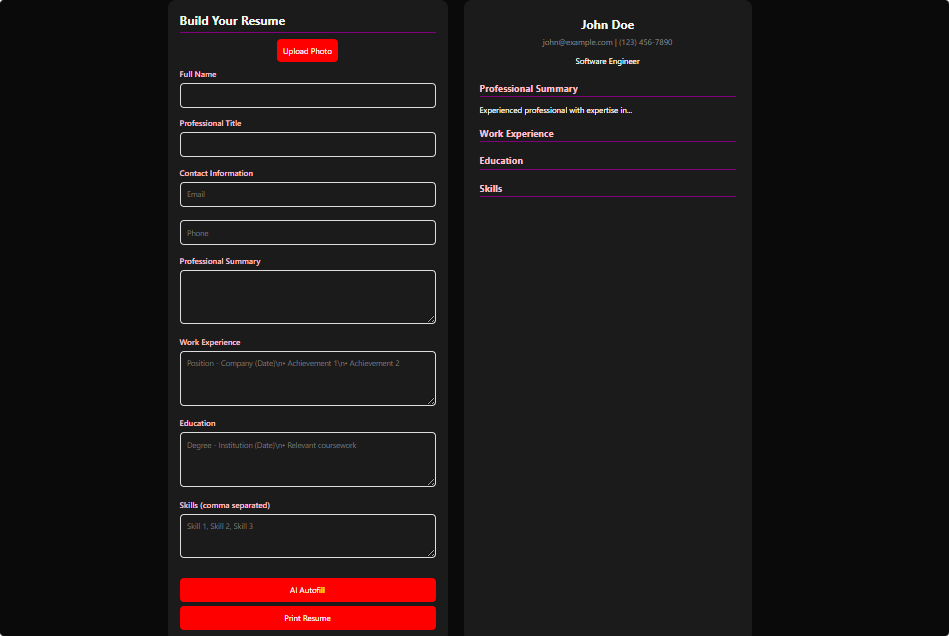 Build Your Resume
Upload Photo
Full Name
Professional Title
Contact Information
Email
Phone
Professional Summary
Work Experience
Position - Company (Date)\n• Achievement 1\n• Achievement 2
Education
Degree - Institution (Date)\n• Relevant coursework
Skills (comma separated)
Skill 1, Skill 2, Skill 3
AI Autofill
Print Resume
John Doe
john@example.com | (123) 456-7890
Software Engineer
Professional Summary
Experienced professional with expertise in...
Work Experience
Education
Skills